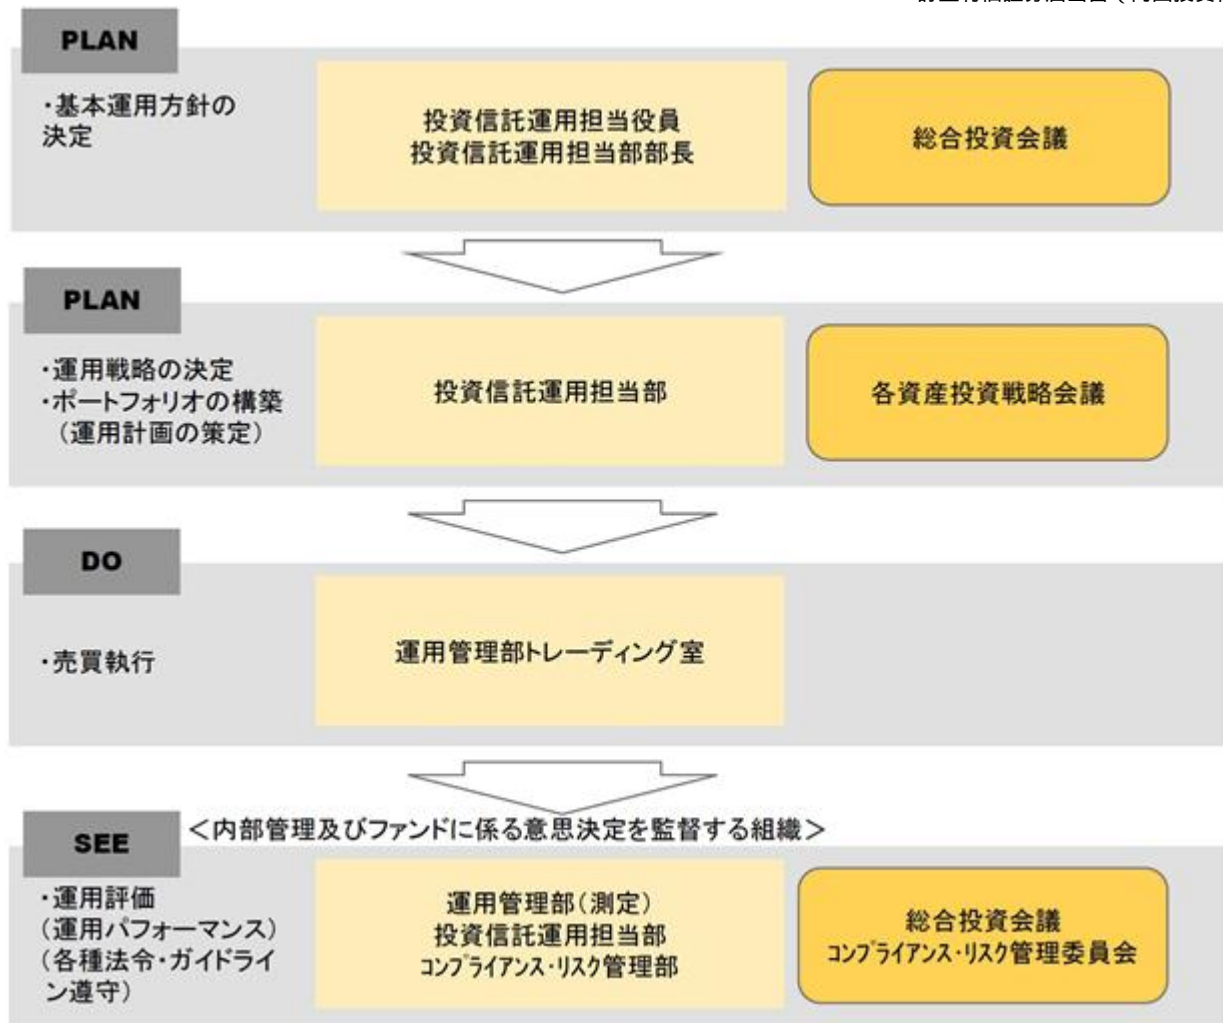 PLAN
・基本運用方針の
決定
投資信託運用担当役員
投資信託運用担当部部長
総合投資会議
PLAN
・運用戦略の決定
・ポートフォリオの構築
(運用計画の策定)
投資信託運用担当部
各資産投資戦略会議
DO
・売買執行
運用管理部トレーディング室
SEE
<内部管理及びファンドに係る意思決定を監督する組織>
・運用評価
(運用パフォーマンス)
(各種法令・ガイドライ
ン遵守)
運用管理部(測定)
投資信託運用担当部
コンプライアンス・リスク管理部
総合投資会議
コンプライアンス・リスク管理委員会